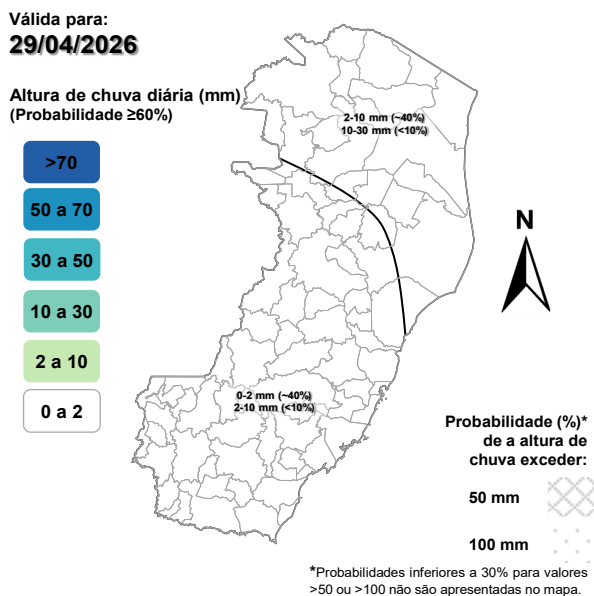 Válida para:
29/04/2026
Altura de chuva diária (mm)
(Probabilidade ≥60%)
>70
50 a 70
30 a 50
10 a 30
2 a 10
0 a 2
2-10 mm (~40%)
10-30 mm (<10%)
N
0-2 mm (~40%)
2-10 mm (<10%)
Probabilidade (%)*
de a altura de
chuva exceder:
50 mm
100 mm
*Probabilidades inferiores a 30% para valores
>50 ou >100 não são apresentadas no mapa.